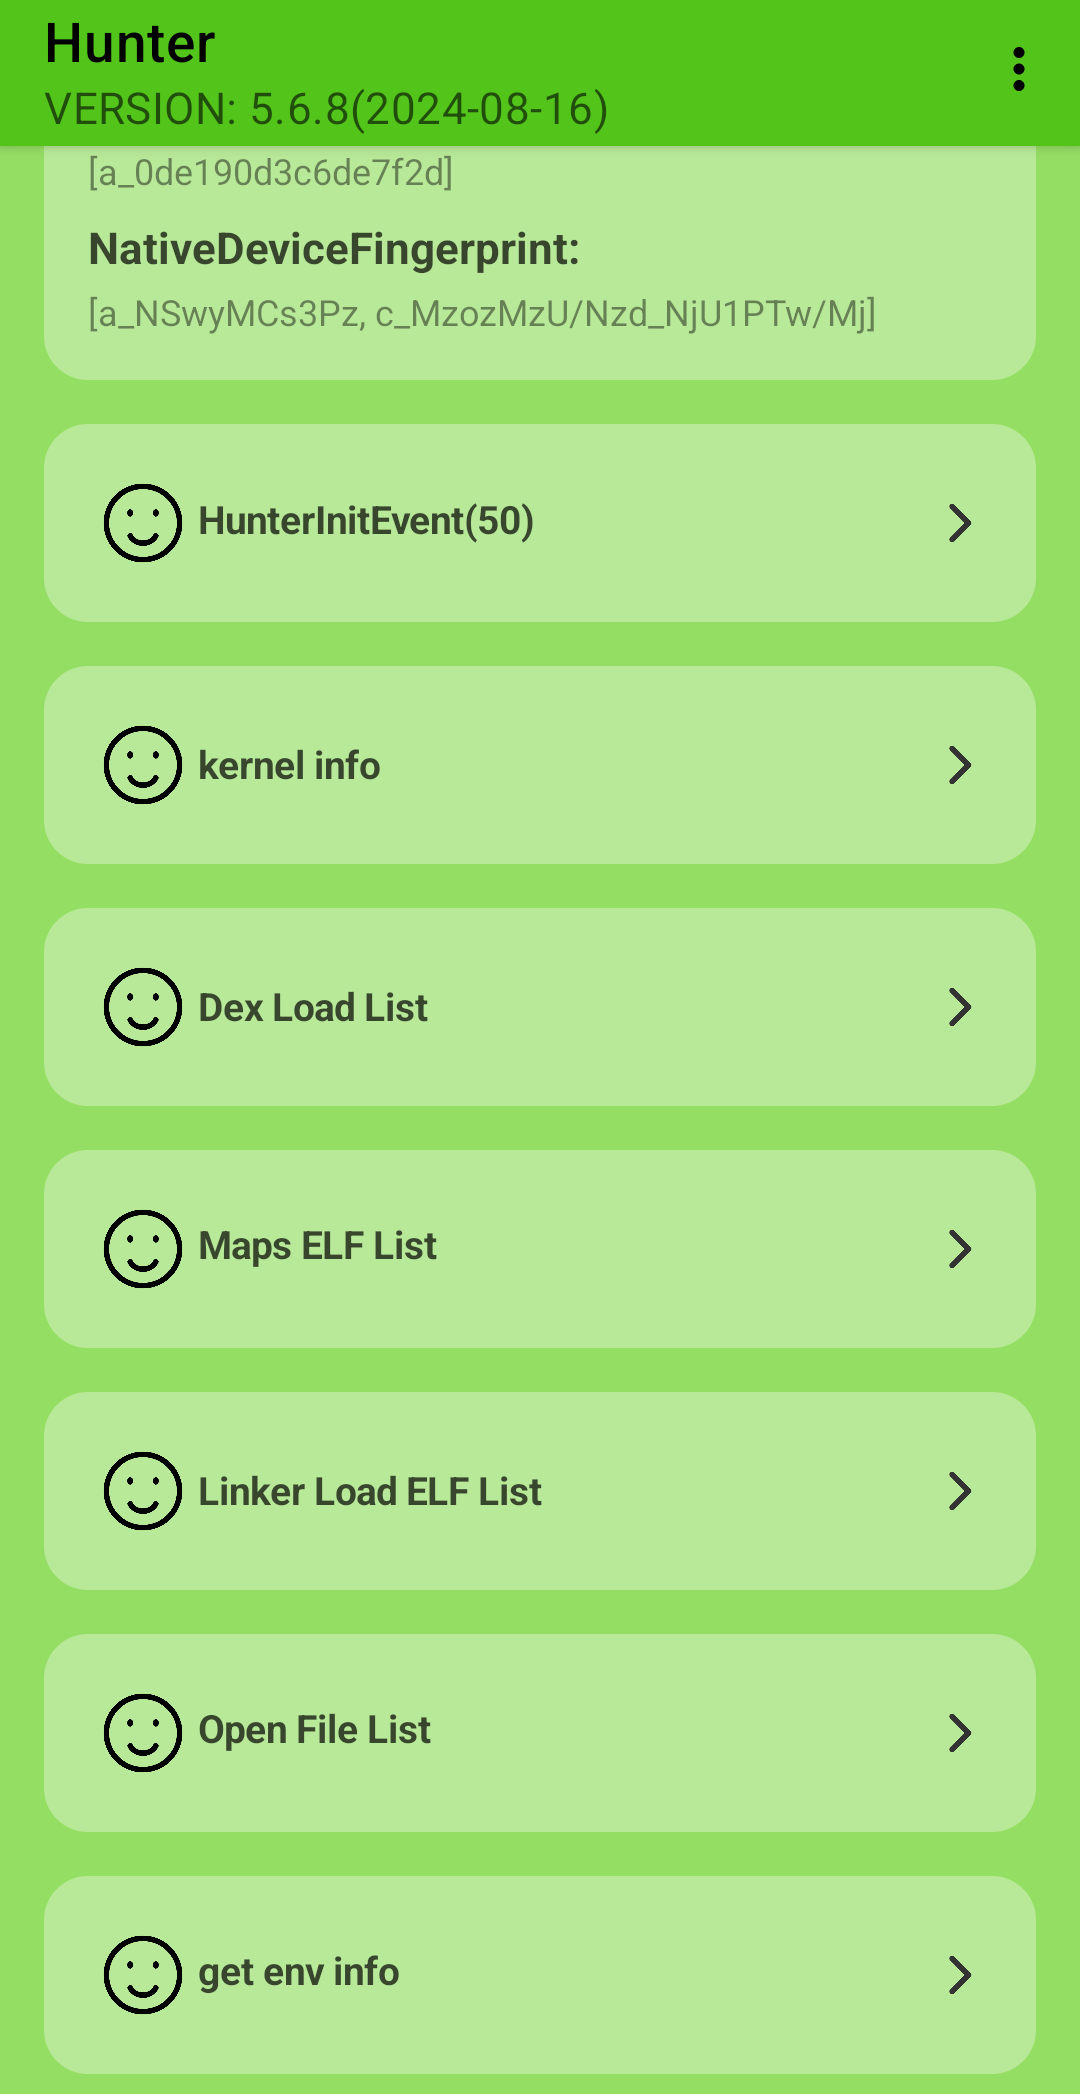 Hunter
VERSION: 5.6.8(2024-08-16)
[a_0de190d3c6de7f2d]
NativeDeviceFingerprint:
[a_NSwyMCs3Pz, c_MzozMzU/Nzd_NjU1PTw/Mj]
HunterInitEvent(50)
kernel info
Dex Load List
Maps ELF List
Linker Load ELF List
Open File List
get env info